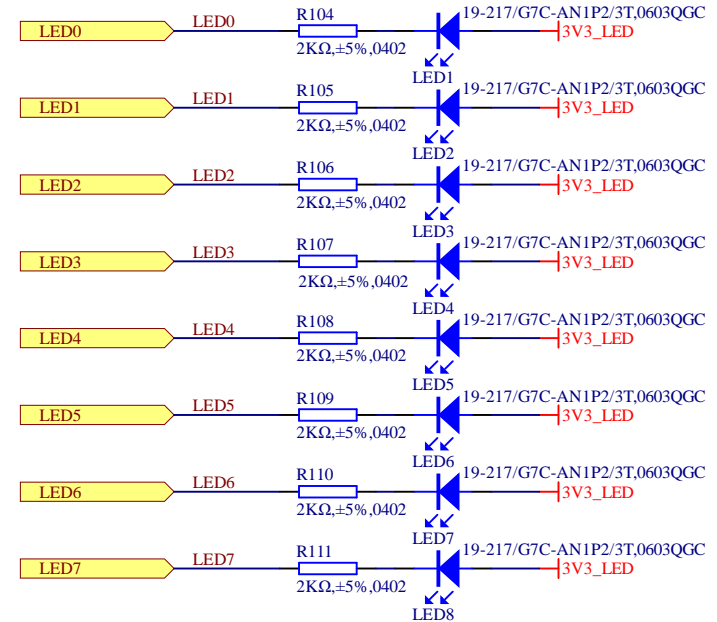 LED0 LED0 R104 19-217/G7C-AN1P2/3T,0603QGC 3V3_LED
2KΩ,±5%,0402
LED1
LED1 LED1 R105 19-217/G7C-AN1P2/3T,0603QGC 3V3_LED
2KΩ,±5%,0402
LED2
LED2 LED2 R106 19-217/G7C-AN1P2/3T,0603QGC 3V3_LED
2KΩ,±5%,0402
LED3
LED3 LED3 R107 19-217/G7C-AN1P2/3T,0603QGC 3V3_LED
2KΩ,±5%,0402
LED4
LED4 LED4 R108 19-217/G7C-AN1P2/3T,0603QGC 3V3_LED
2KΩ,±5%,0402
LED5
LED5 LED5 R109 19-217/G7C-AN1P2/3T,0603QGC 3V3_LED
2KΩ,±5%,0402
LED6
LED6 LED6 R110 19-217/G7C-AN1P2/3T,0603QGC 3V3_LED
2KΩ,±5%,0402
LED7
LED7 LED7 R111 19-217/G7C-AN1P2/3T,0603QGC 3V3_LED
2KΩ,±5%,0402
LED8